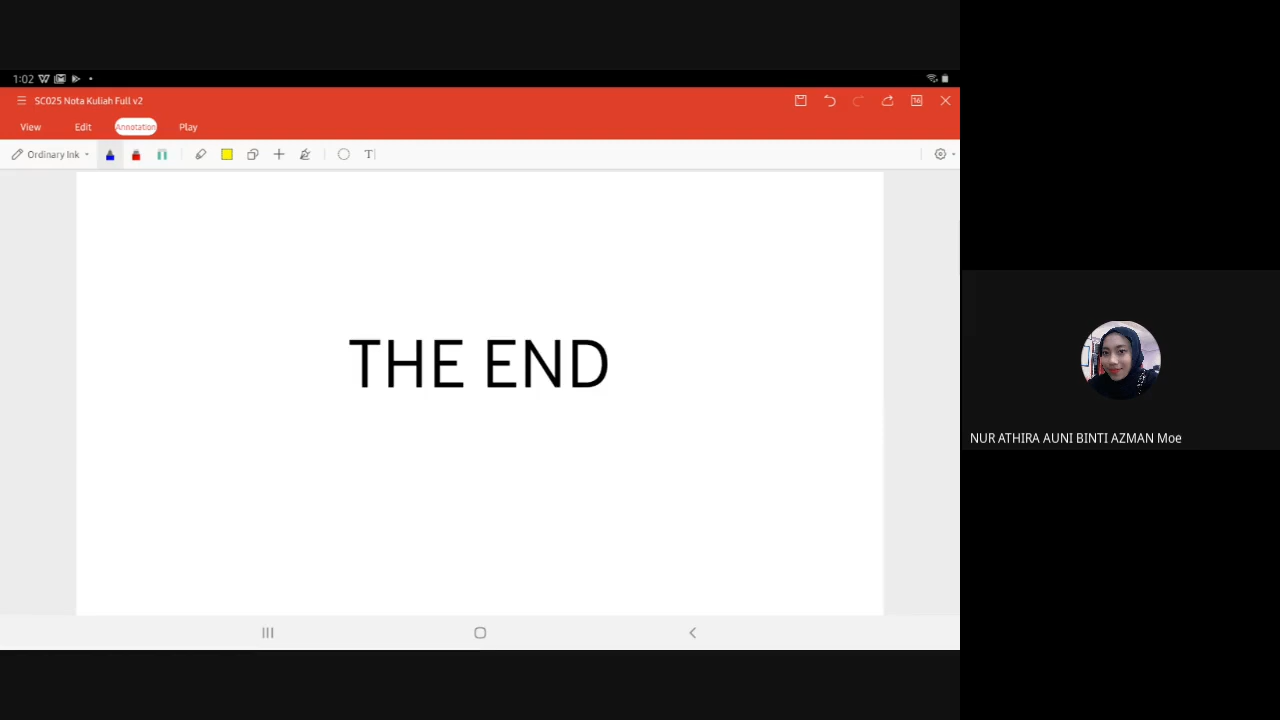 1:02
SC025 Nota Kuliah Full v2
16
View Edit Annotation Play
Ordinary Ink T
THE END
NUR ATHIRA AUNI BINTI AZMAN Moe